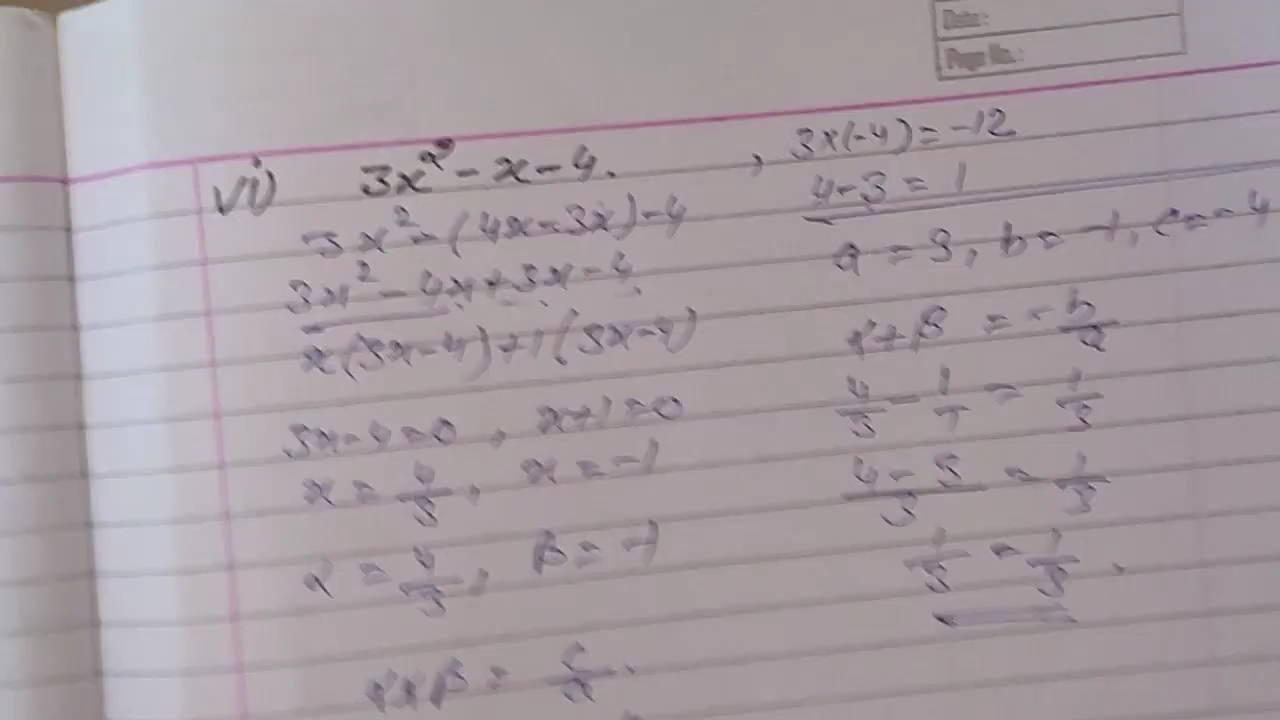 Date:
Page No.:
vi) 3x² - x - 4. , 3x(-4) = -12
4-3 = 1
3x² - (4x - 3x) - 4
3x² - 4x + 3x - 4
x(3x-4) + 1(3x-4)
3x-4=0 , x+1=0
x = 4/3 , x = -1
α = 4/3 , β = -1
α x β = c/a .
a = 3, b = -1, c = -4
α + β = -b/a
4/3 - 1/1 = 1/3
4-3/3 = 1/3
1/3 = 1/3 .